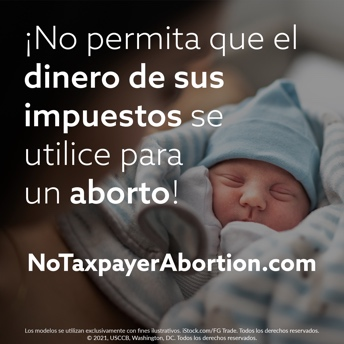 ¡No permita que el
dinero de sus
impuestos se
utilice para
un aborto!
NoTaxpayerAbortion.com
Los modelos se utilizan exclusivamente con fines ilustrativos. iStock.com/FG Trade. Todos los derechos reservados.
© 2021, USCCB, Washington, DC. Todos los derechos reservados.